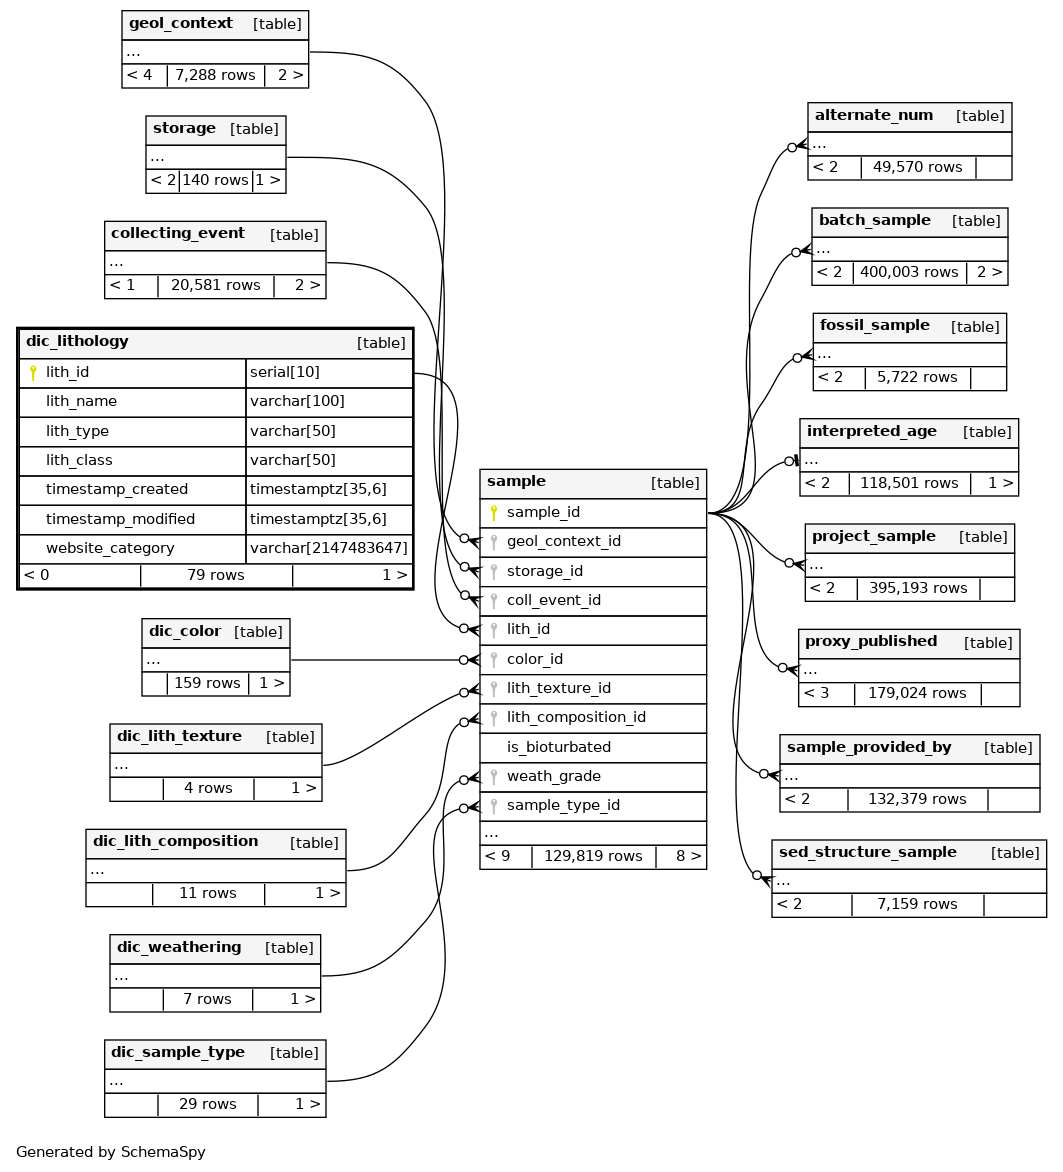 geol_context [table]
...
< 4 7,288 rows 2 >
storage [table]
...
< 2 140 rows 1 >
collecting_event [table]
...
< 1 20,581 rows 2 >
dic_lithology [table]
lith_id serial[10]
lith_name varchar[100]
lith_type varchar[50]
lith_class varchar[50]
timestamp_created timestamptz[35,6]
timestamp_modified timestamptz[35,6]
website_category varchar[2147483647]
< 0 79 rows 1 >
dic_color [table]
...
159 rows 1 >
dic_lith_texture [table]
...
4 rows 1 >
dic_lith_composition [table]
...
11 rows 1 >
dic_weathering [table]
...
7 rows 1 >
dic_sample_type [table]
...
29 rows 1 >
sample [table]
sample_id
geol_context_id
storage_id
coll_event_id
lith_id
color_id
lith_texture_id
lith_composition_id
is_bioturbated
weath_grade
sample_type_id
...
< 9 129,819 rows 8 >
alternate_num [table]
...
< 2 49,570 rows
batch_sample [table]
...
< 2 400,003 rows 2 >
fossil_sample [table]
...
< 2 5,722 rows
interpreted_age [table]
...
< 2 118,501 rows 1 >
project_sample [table]
...
< 2 395,193 rows
proxy_published [table]
...
< 3 179,024 rows
sample_provided_by [table]
...
< 2 132,379 rows
sed_structure_sample [table]
...
< 2 7,159 rows
Generated by SchemaSpy